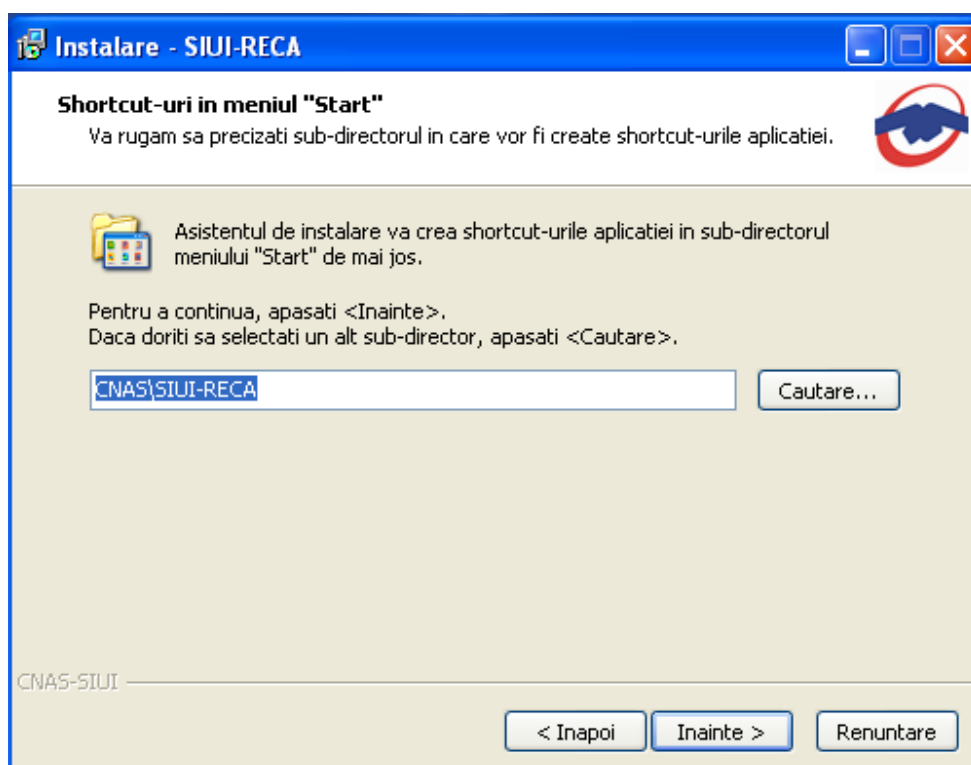 Instalare - SIUI-RECA
Shortcut-uri in meniul "Start"
Va rugam sa precizati sub-directorul in care vor fi create shortcut-urile aplicatiei.
Asistentul de instalare va crea shortcut-urile aplicatiei in sub-directorul
meniului "Start" de mai jos.
Pentru a continua, apasati <Inainte>.
Daca doriti sa selectati un alt sub-director, apasati <Cautare>.
CNAS\SIUI-RECA
Cautare...
CNAS-SIUI
< Inapoi
Inainte >
Renuntare